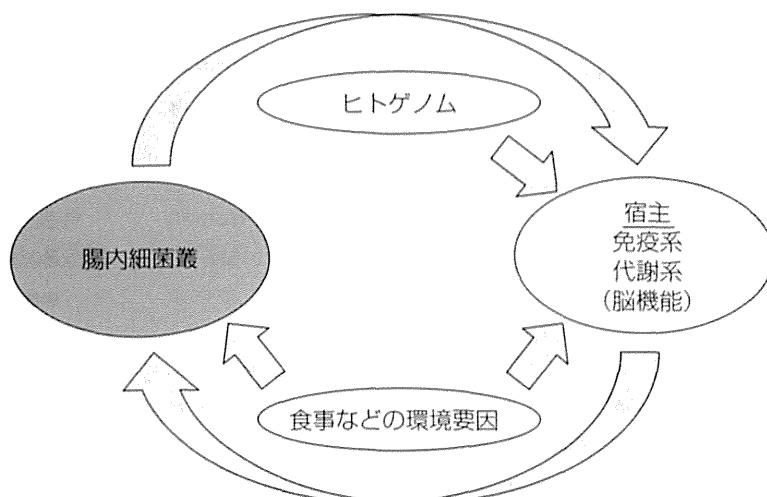 ヒトゲノム
腸内細菌叢
宿主
免疫系
代謝系
(脳機能)
食事などの環境要因